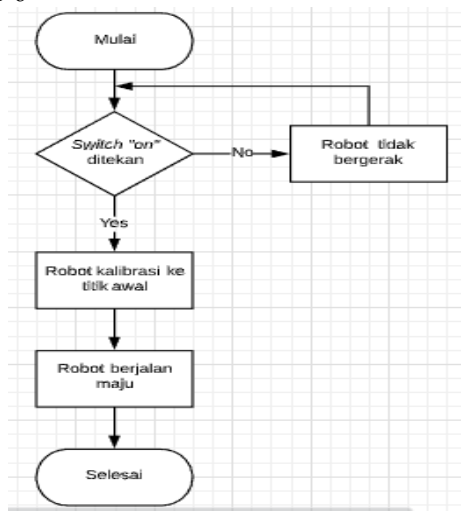 Mulai
Switch "on"
ditekan
No
Robot tidak
bergerak
Yes
Robot kalibrasi ke
titik awal
Robot berjalan
maju
Selesai